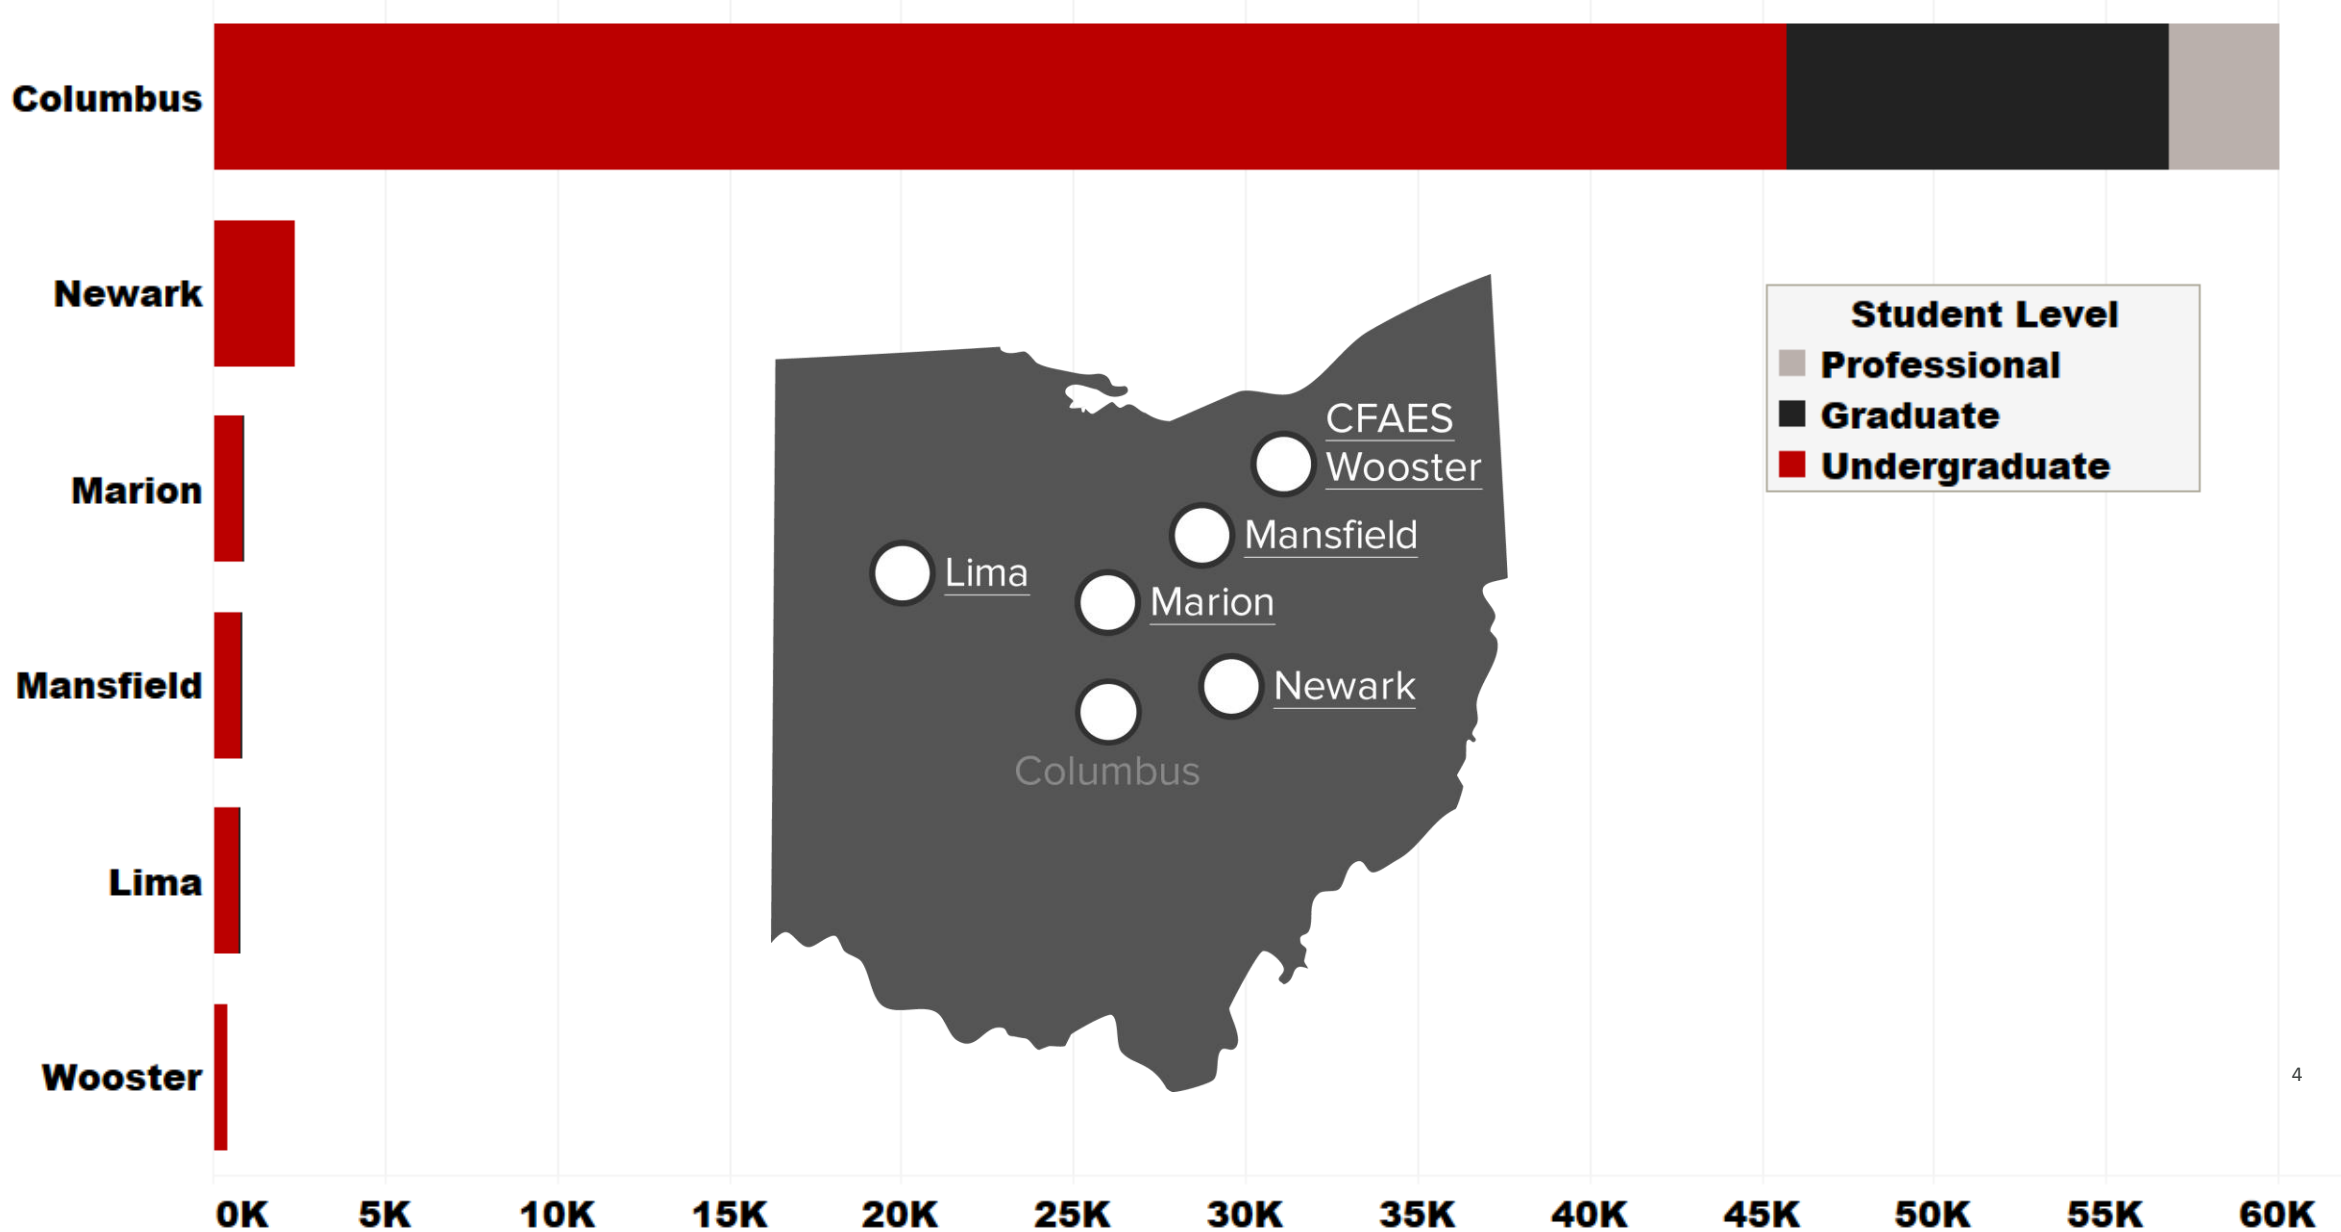 Columbus
Newark
Marion
Mansfield
Lima
Wooster
CFAES
Wooster
Mansfield
Lima
Marion
Newark
Columbus
Student Level
Professional
Graduate
Undergraduate
4
0K 5K 10K 15K 20K 25K 30K 35K 40K 45K 50K 55K 60K